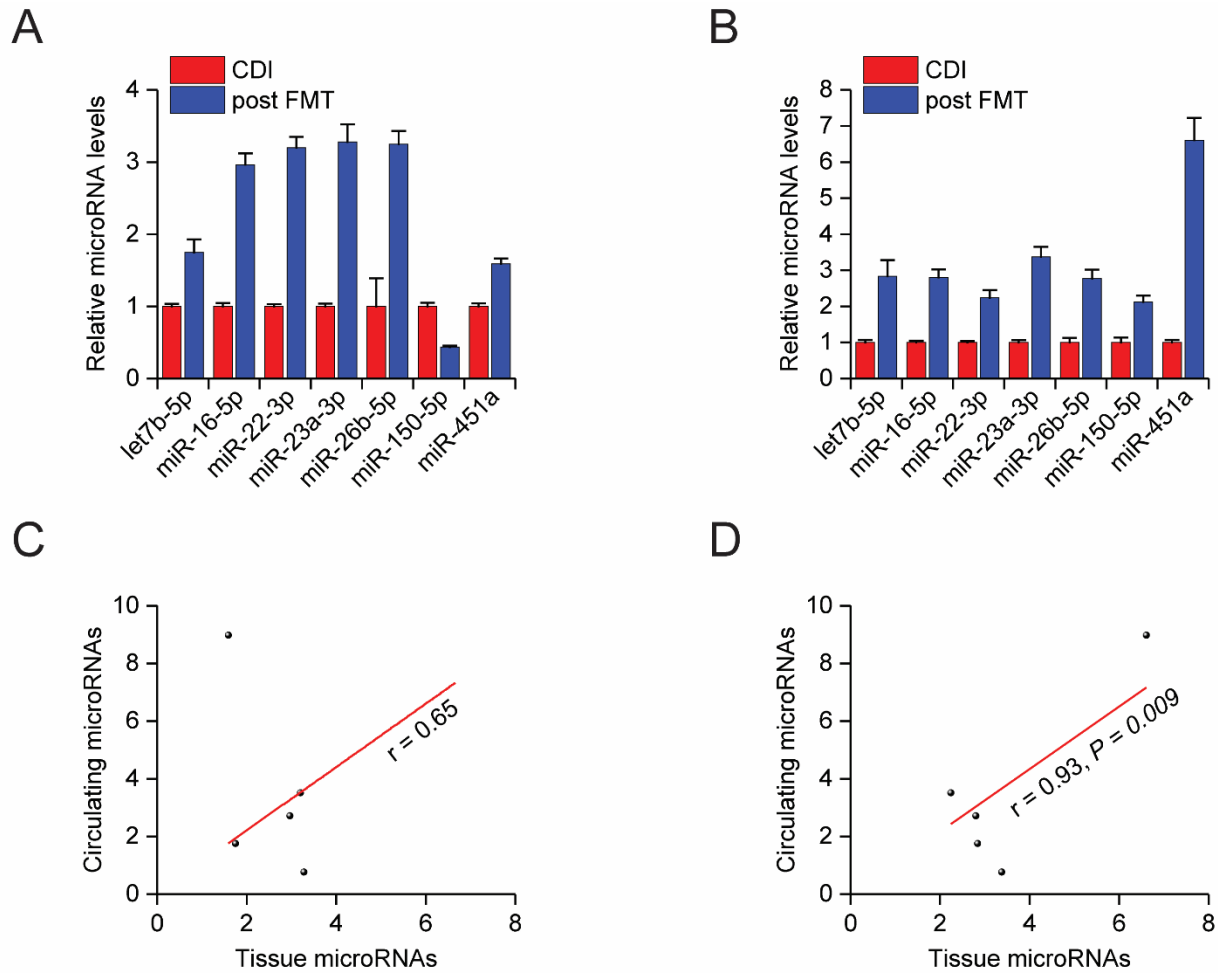 A
CDI
post FMT
Relative microRNA levels
4
3
2
1
0
let7b-5p
miR-16-5p
miR-22-3p
miR-23a-3p
miR-26b-5p
miR-150-5p
miR-451a
B
CDI
post FMT
Relative microRNA levels
8
7
6
5
4
3
2
1
0
let7b-5p
miR-16-5p
miR-22-3p
miR-23a-3p
miR-26b-5p
miR-150-5p
miR-451a
C
Circulating microRNAs
10
8
6
4
2
0
r = 0.65
0 2 4 6 8
Tissue microRNAs
D
Circulating microRNAs
10
8
6
4
2
0
r = 0.93, P = 0.009
0 2 4 6 8
Tissue microRNAs